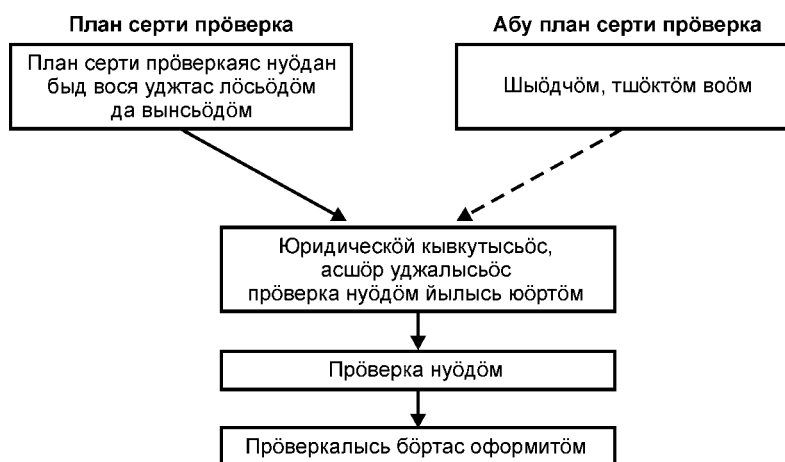 План серти прӧверка
Абу план серти прӧверка
План серти прӧверкаяс нуӧдан
быд вося уджтас лӧсьӧдӧм
да вынсьӧдӧм
Шыӧдчӧм, тшӧктӧм воӧм
Юридическӧй кывкутысьӧс,
асшӧр уджалысьӧс
прӧверка нуӧдӧм йылысь юӧртӧм
Прӧверка нуӧдӧм
Прӧверкалысь бӧртас оформитӧм